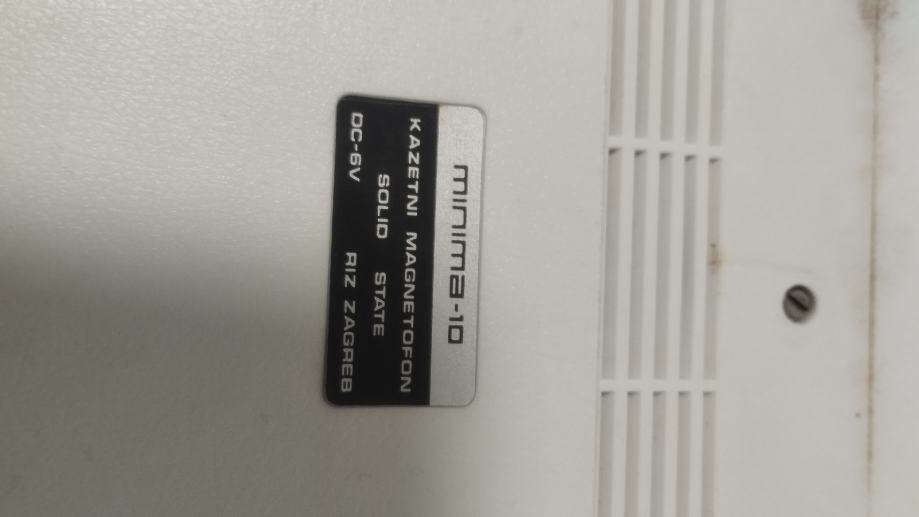 minima-10
KAZETNI MAGNETOFON
SOLID STATE
DC-6V RIZ ZAGREB